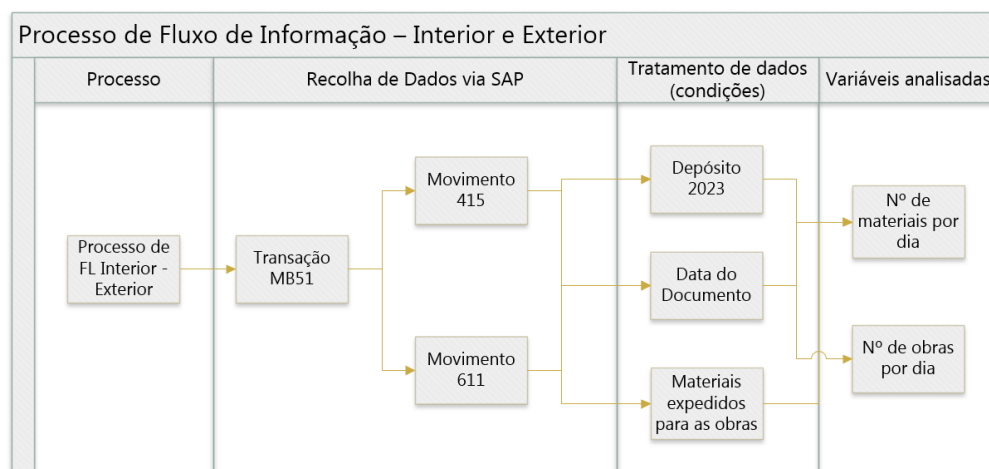 Processo de Fluxo de Informação – Interior e Exterior
Processo
Recolha de Dados via SAP
Tratamento de dados
(condições)
Variáveis analisadas
Processo de
FL Interior -
Exterior
Transação
MB51
Movimento
415
Movimento
611
Depósito
2023
Data do
Documento
Materiais
expedidos
para as obras
Nº de
materiais por
dia
Nº de obras
por dia